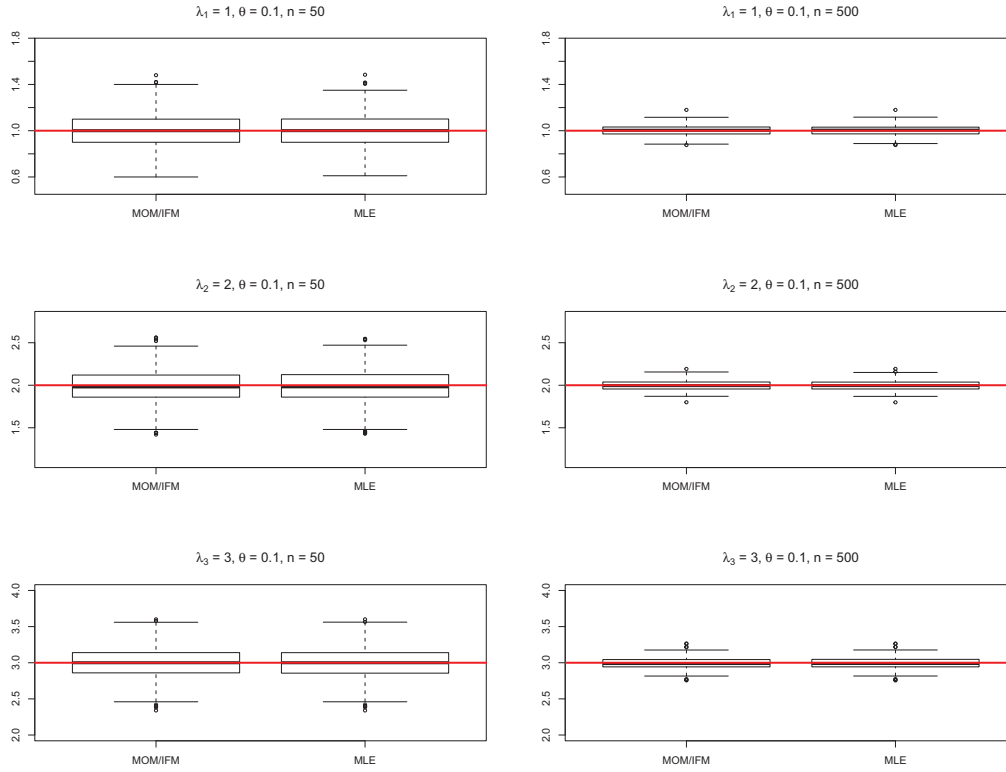 λ₁ = 1, θ = 0.1, n = 50
1.8
1.4
1.0
0.6
MOM/IFM MLE
λ₁ = 1, θ = 0.1, n = 500
1.8
1.4
1.0
0.6
MOM/IFM MLE
λ₂ = 2, θ = 0.1, n = 50
2.5
2.0
1.5
MOM/IFM MLE
λ₂ = 2, θ = 0.1, n = 500
2.5
2.0
1.5
MOM/IFM MLE
λ₃ = 3, θ = 0.1, n = 50
4.0
3.5
3.0
2.5
2.0
MOM/IFM MLE
λ₃ = 3, θ = 0.1, n = 500
4.0
3.5
3.0
2.5
2.0
MOM/IFM MLE